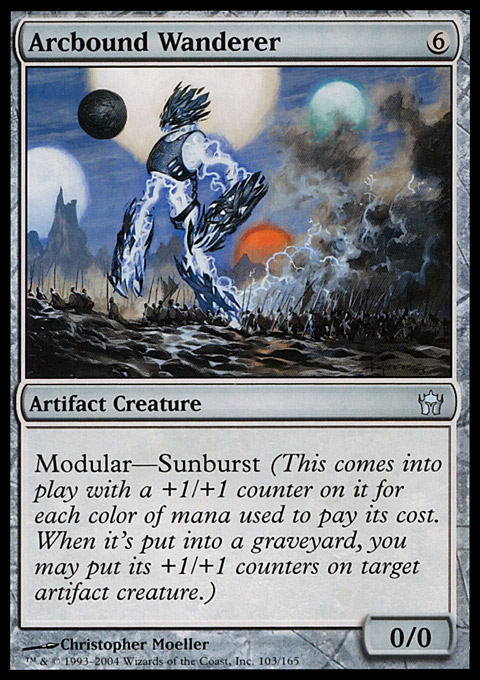 Arcbound Wanderer 6
Artifact Creature
Modular—Sunburst (This comes into
play with a +1/+1 counter on it for
each color of mana used to pay its cost.
When it's put into a graveyard, you
may put its +1/+1 counters on target
artifact creature.)
Christopher Moeller
0/0
™ & © 1993–2004 Wizards of the Coast, Inc. 103/165